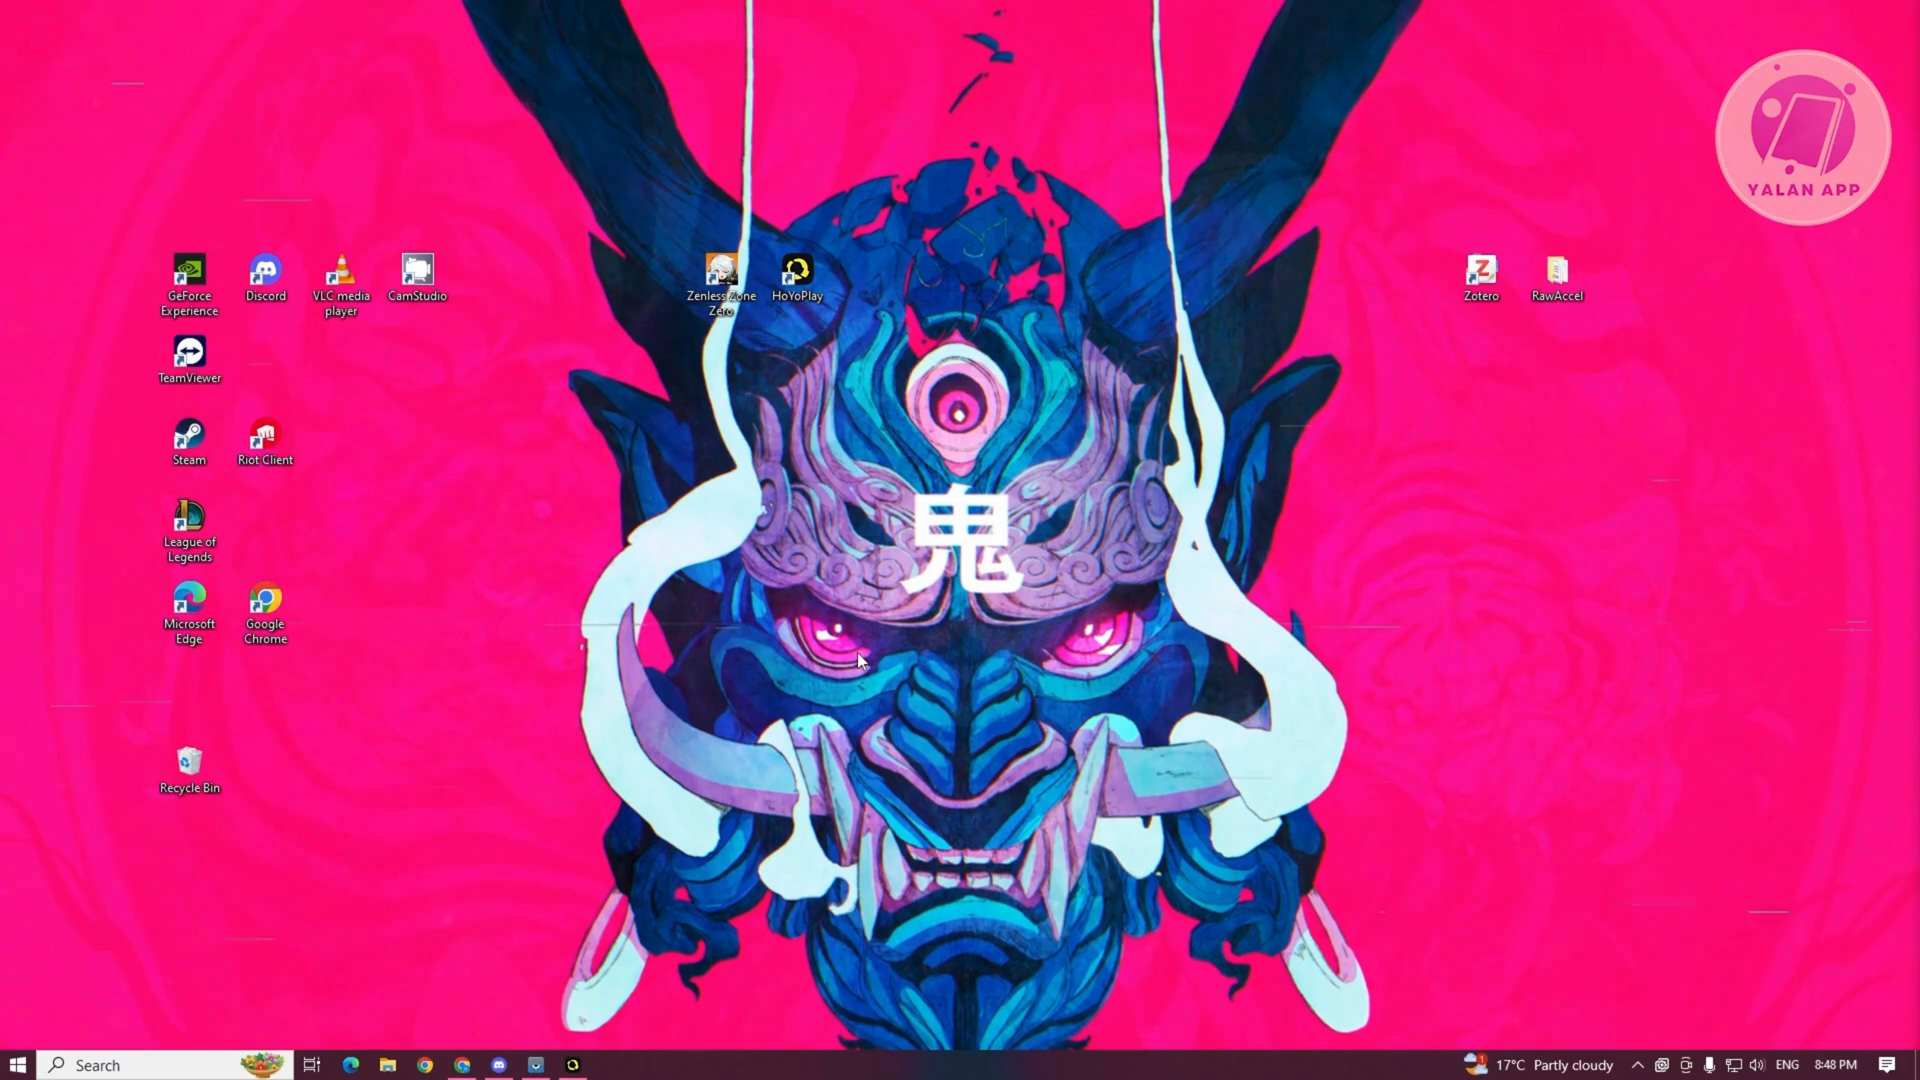 YALAN APP
GeForce
Experience
Discord
VLC media
player
CamStudio
Zenless Zone
Zero
HoYoPlay
Zotero
RawAccel
TeamViewer
Steam
Riot Client
League of
Legends
鬼
Microsoft
Edge
Google
Chrome
Recycle Bin
Search
17°C Partly cloudy
ENG
8:48 PM